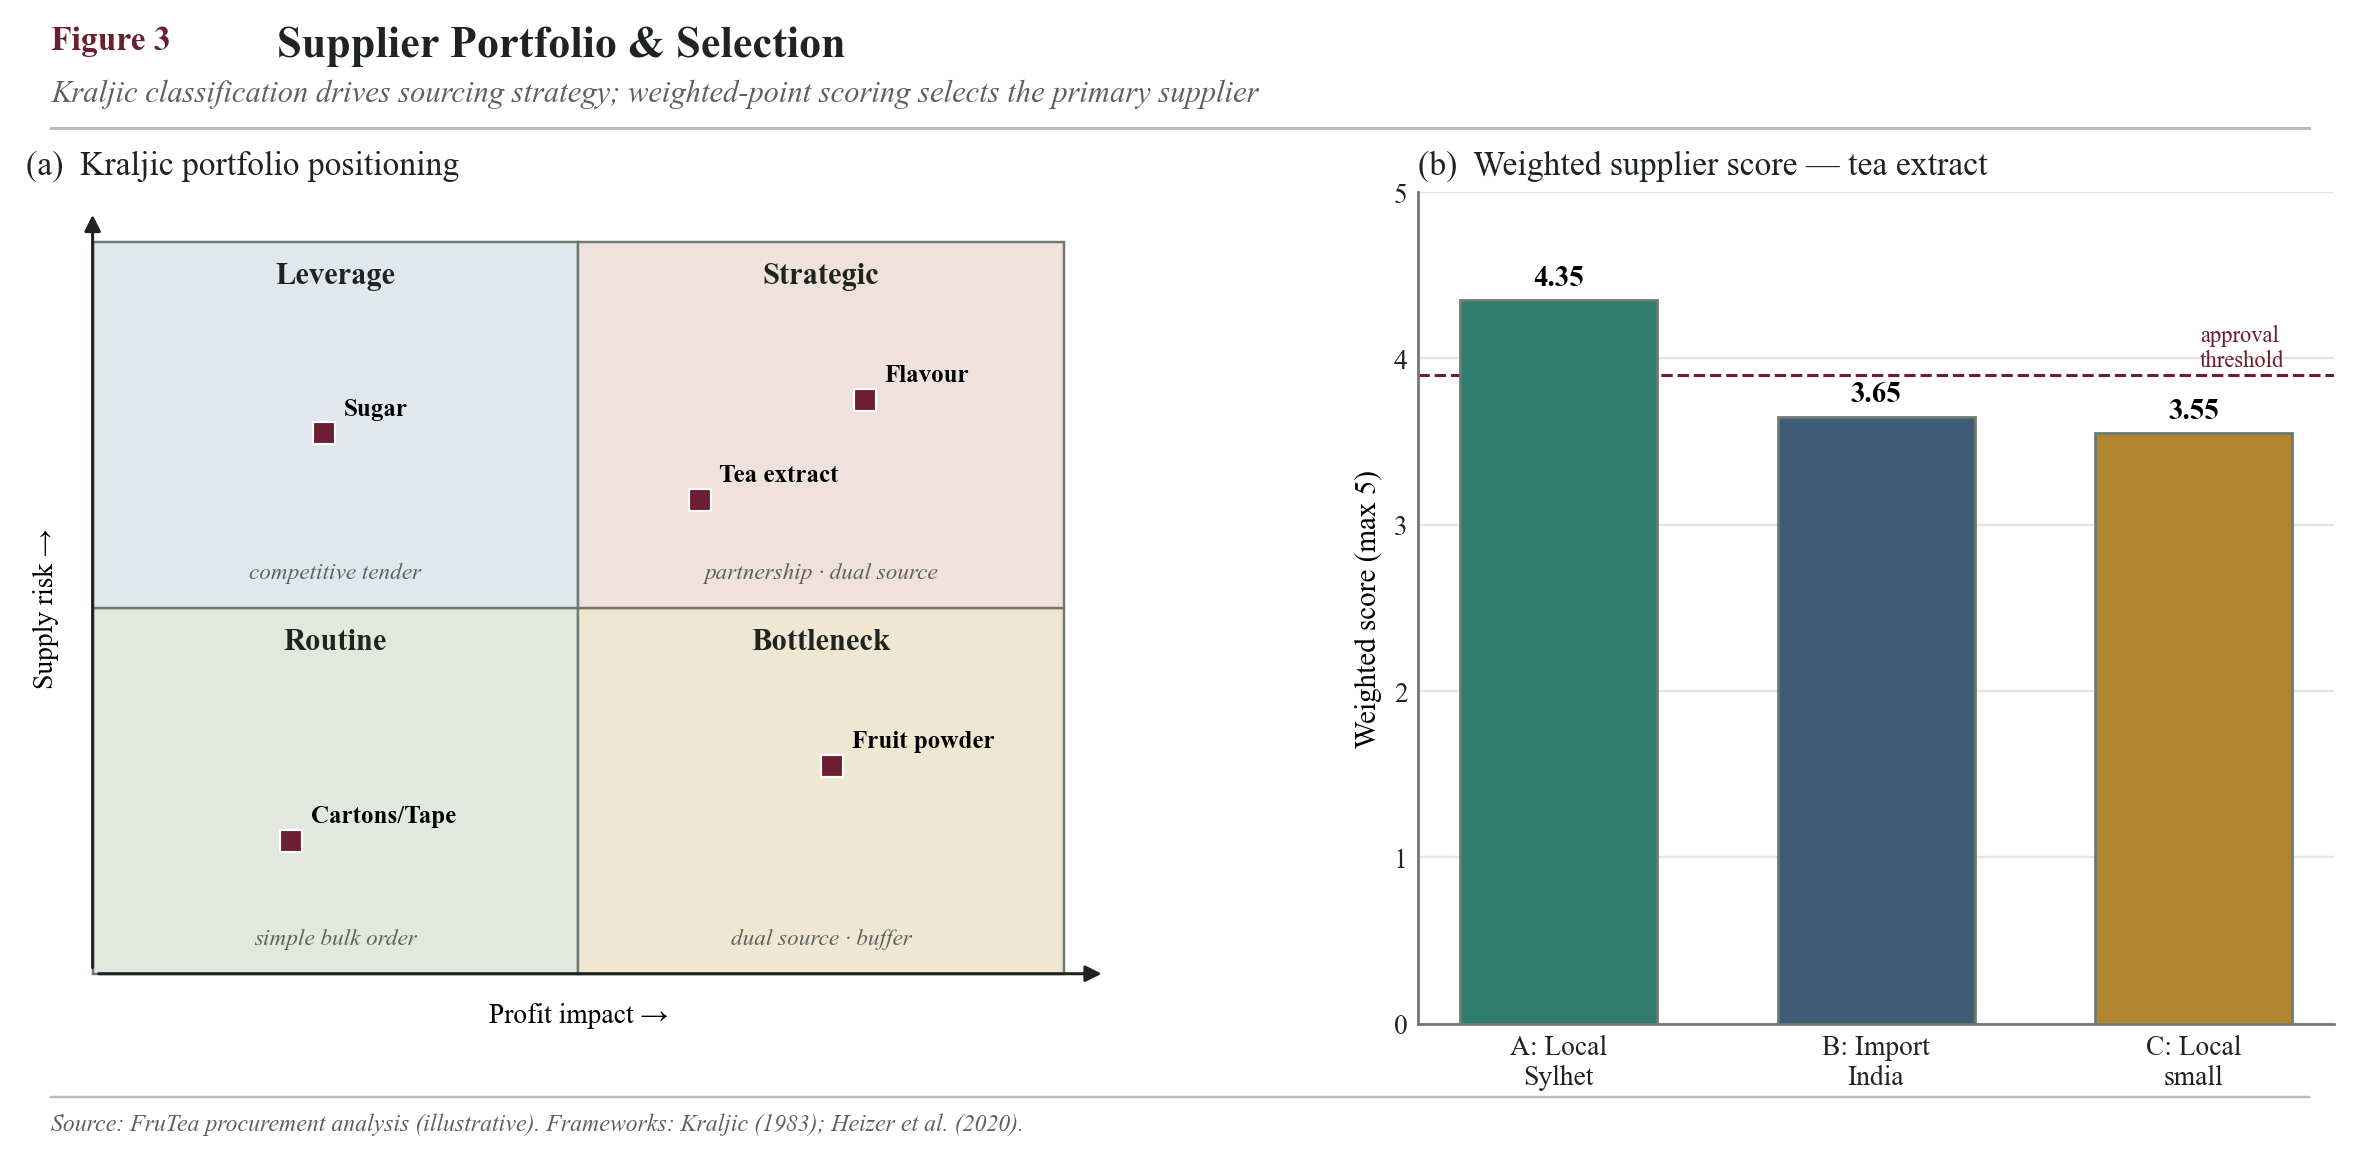 Figure 3 Supplier Portfolio & Selection
Kraljic classification drives sourcing strategy; weighted-point scoring selects the primary supplier
(a) Kraljic portfolio positioning
Supply risk →
Leverage
Sugar
competitive tender
Strategic
Flavour
Tea extract
partnership · dual source
Routine
Cartons/Tape
simple bulk order
Bottleneck
Fruit powder
dual source · buffer
Profit impact →
(b) Weighted supplier score — tea extract
Weighted score (max 5)
5
4
3
2
1
0
4.35
3.65
3.55
approval
threshold
A: Local
Sylhet
B: Import
India
C: Local
small
Source: FruTea procurement analysis (illustrative). Frameworks: Kraljic (1983); Heizer et al. (2020).